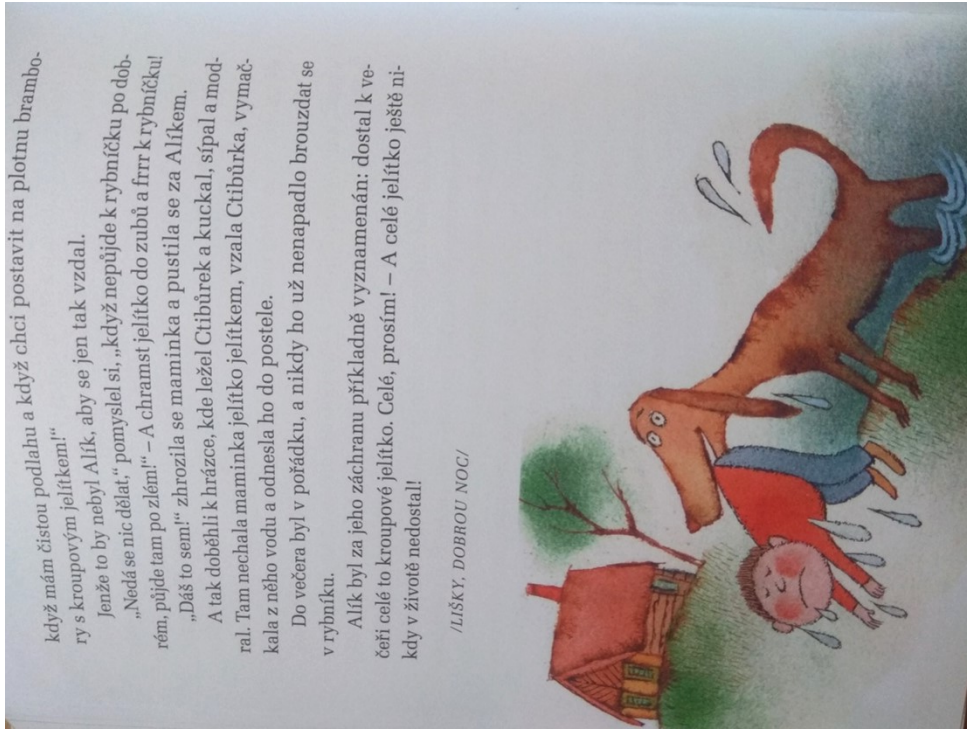 když mám čistou podlahu a když chci postavit na plotnu brambo-
ry s kroupovým jelítkem!“
Jenže to by nebyl Alík, aby se jen tak vzdal.
„Nedá se nic dělat,“ pomyslel si, „když nepůjde k rybníčku po dob-
rém, půjde tam po zlém!“ – A chramst jelítko do zubů a frrr k rybníčku!
„Dáš to sem!“ zhrozila se maminka a pustila se za Alíkem.
A tak doběhli k hrázce, kde ležel Ctibůrek a kuckal, sípal a mod-
ral. Tam nechala maminka jelítko jelítkem, vzala Ctibůrka, vymač-
kala z něho vodu a odnesla ho do postele.
Do večera byl v pořádku, a nikdy ho už nenapadlo brouzdat se
v rybníku.
Alík byl za jeho záchranu příkladně vyznamenán: dostal k ve-
čeři celé to kroupové jelítko. Celé, prosím! – A celé jelítko ještě ni-
kdy v životě nedostal!
/LIŠKY, DOBROU NOC/